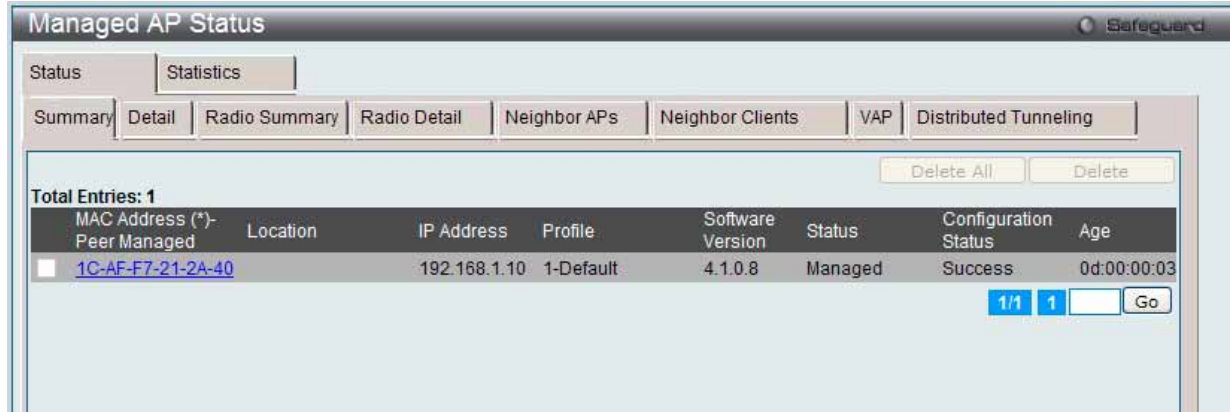 Managed AP Status
Safeguard
Status Statistics
Summary Detail Radio Summary Radio Detail Neighbor APs Neighbor Clients VAP Distributed Tunneling
Delete All Delete
Total Entries: 1
MAC Address (*)-
Peer Managed Location IP Address Profile Software
Version Status Configuration
Status Age
1C-AF-F7-21-2A-40 192.168.1.10 1-Default 4.1.0.8 Managed Success 0d:00:00:03
1/1 1 Go